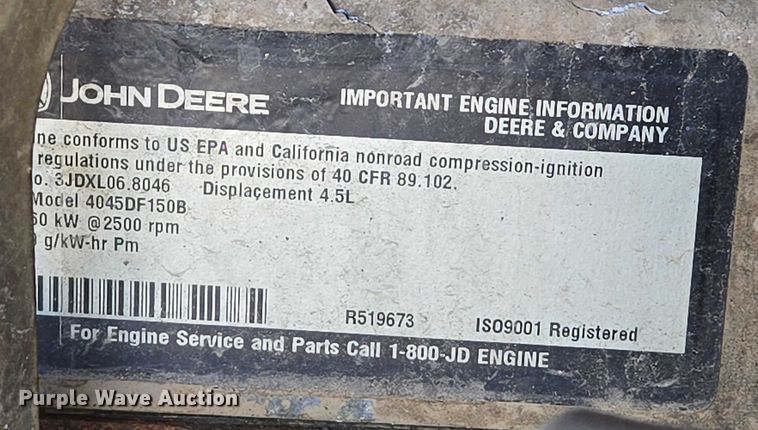 JOHN DEERE
IMPORTANT ENGINE INFORMATION
DEERE & COMPANY
ne conforms to US EPA and California nonroad compression-ignition
regulations under the provisions of 40 CFR 89.102.
o. 3JDXL06.8046 Displacement 4.5L
Model 4045DF150B
60 kW @ 2500 rpm
g/kW-hr Pm
R519673
ISO9001 Registered
For Engine Service and Parts Call 1-800-JD ENGINE
Purple Wave Auction